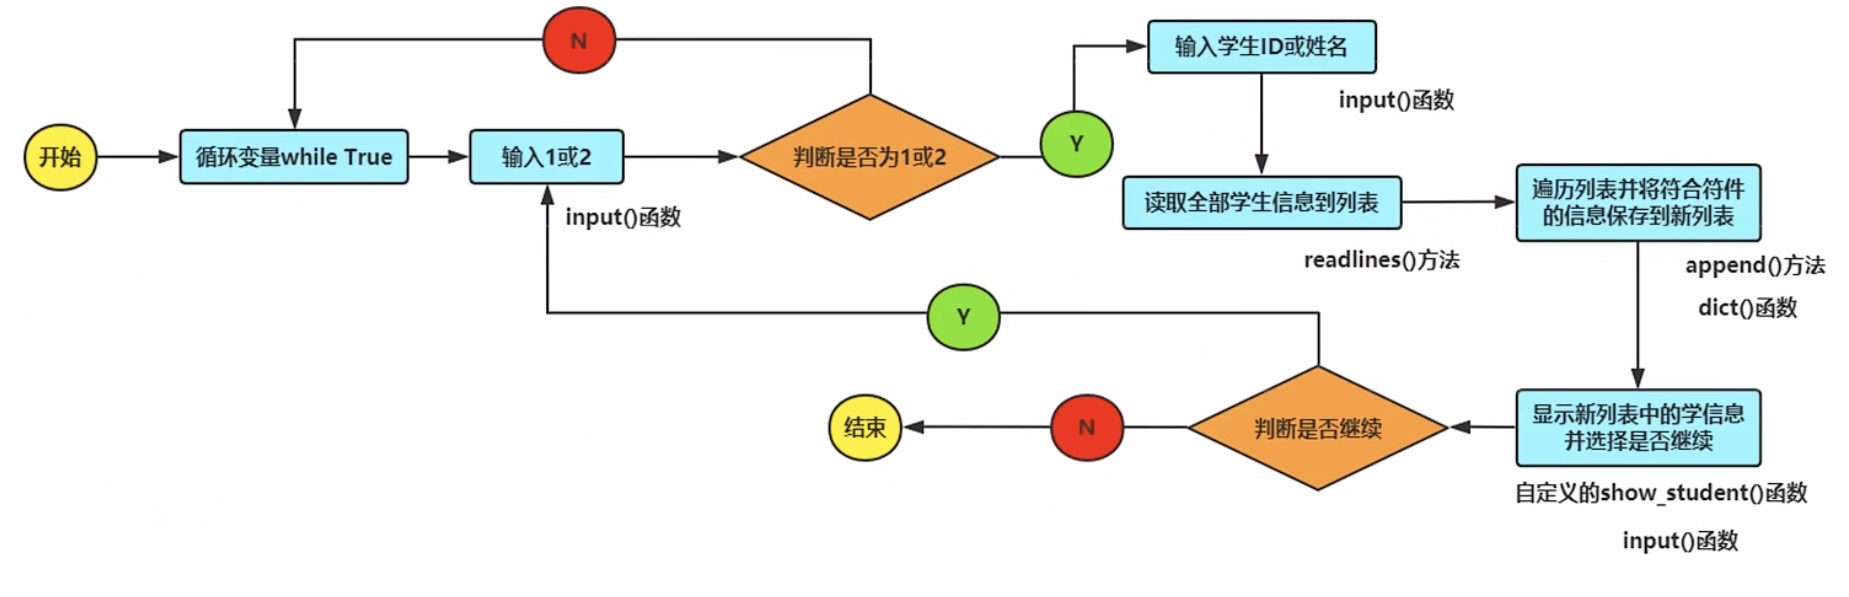 N
输入学生ID或姓名
input()函数
开始
循环变量while True
输入1或2
input()函数
判断是否为1或2
Y
读取全部学生信息到列表
readlines()方法
遍历列表并将符合符件
的信息保存到新列表
append()方法
dict()函数
Y
结束
N
判断是否继续
显示新列表中的学信息
并选择是否继续
自定义的show_student()函数
input()函数